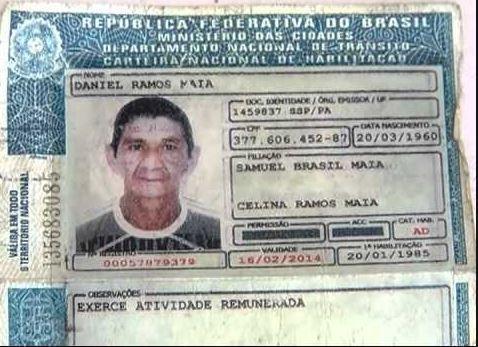 REPÚBLICA FEDERATIVA DO BRASIL
MINISTÉRIO DAS CIDADES
DEPARTAMENTO NACIONAL DE TRÂNSITO
CARTEIRA NACIONAL DE HABILITAÇÃO
NOME
DANIEL RAMOS MAIA
DOC. IDENTIDADE / ÓRG. EMISSOR / UF
1459837 SSP/PA
CPF
DATA NASCIMENTO
377.606.452-87
20/03/1960
FILIAÇÃO
SAMUEL BRASIL MAIA
CELINA RAMOS MAIA
PERMISSÃO
ACC
CAT. HAB.
AD
Nº REGISTRO
VALIDADE
1ª HABILITAÇÃO
00057879379
16/02/2014
20/01/1985
VÁLIDA EM TODO
O TERRITÓRIO NACIONAL
OBSERVAÇÕES
EXERCE ATIVIDADE REMUNERADA